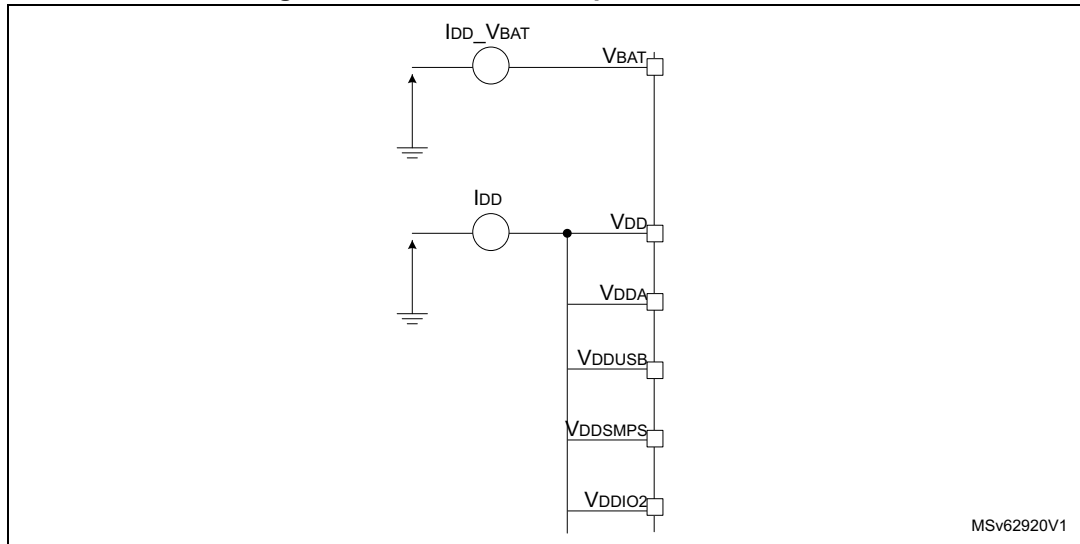 IDD_VBAT
VBAT
IDD
VDD
VDDA
VDDUSB
VDDSMPS
VDDIO2
MSv62920V1